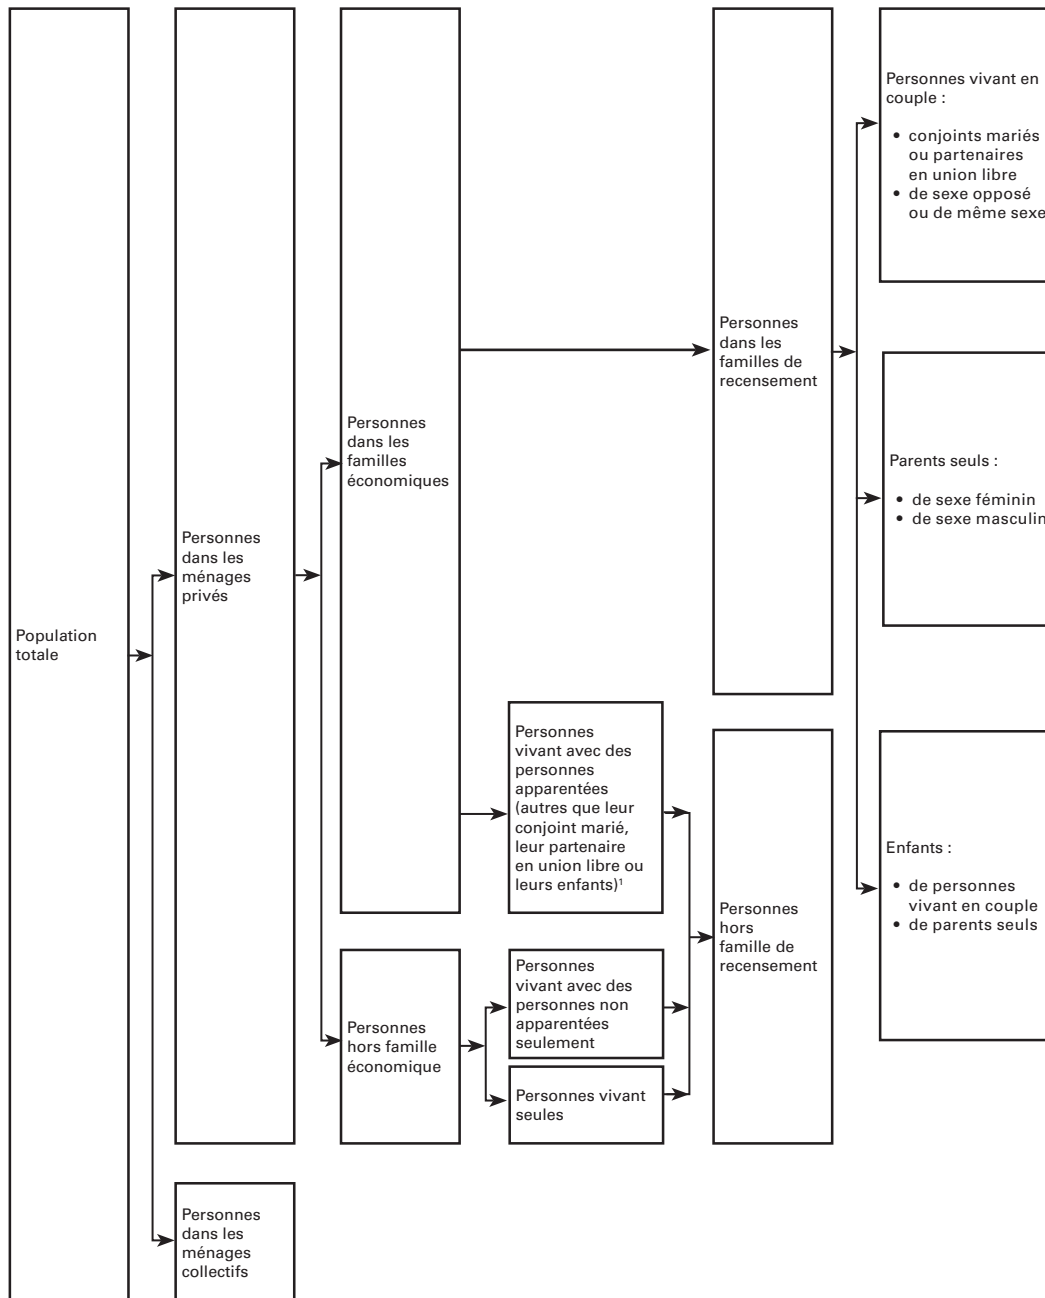 Population
totale
Personnes
dans les
ménages
privés
Personnes
dans les
ménages
collectifs
Personnes
dans les
familles
économiques
Personnes
hors famille
économique
Personnes
vivant avec des
personnes
apparentées
(autres que leur
conjoint marié,
leur partenaire
en union libre ou
leurs enfants)¹
Personnes
vivant avec des
personnes non
apparentées
seulement
Personnes vivant
seules
Personnes
dans les
familles de
recensement
Personnes
hors
famille de
recensement
Personnes vivant en
couple :
• conjoints mariés
ou partenaires
en union libre
• de sexe opposé
ou de même sexe
Parents seuls :
• de sexe féminin
• de sexe masculin
Enfants :
• de personnes
vivant en couple
• de parents seuls